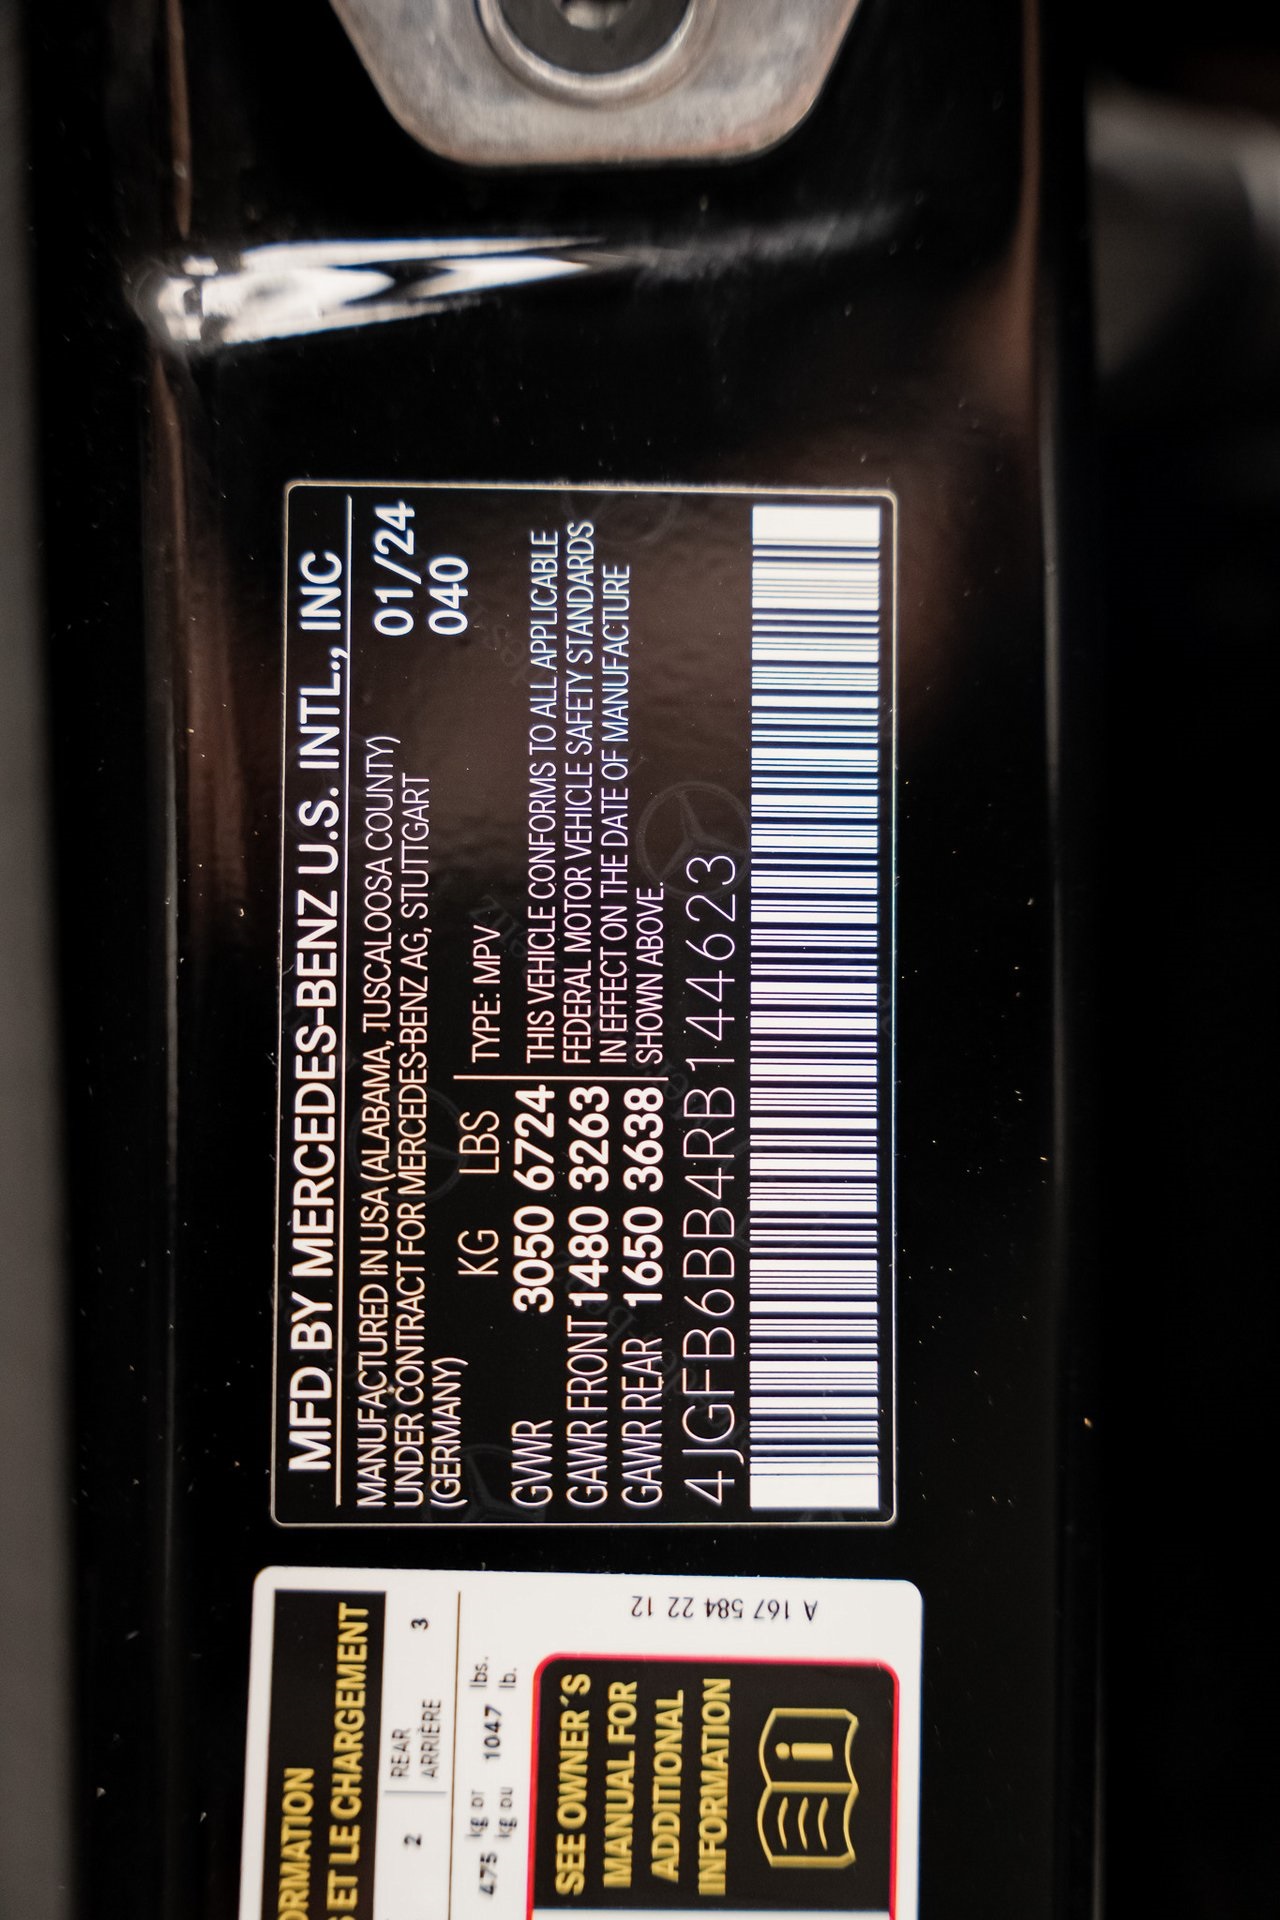 MFD BY MERCEDES-BENZ U.S. INTL., INC
MANUFACTURED IN USA (ALABAMA, TUSCALOOSA COUNTY)
UNDER CONTRACT FOR MERCEDES-BENZ AG, STUTTGART
(GERMANY)
01/24
040
KG LBS
GVWR 3050 6724
GAWR FRONT 1480 3263
GAWR REAR 1650 3638
TYPE: MPV
THIS VEHICLE CONFORMS TO ALL APPLICABLE
FEDERAL MOTOR VEHICLE SAFETY STANDARDS
IN EFFECT ON THE DATE OF MANUFACTURE
SHOWN ABOVE.
4JGFB6BB4RB144623
ET LE CHARGEMENT
2 REAR 3
ARRIÈRE
475 kg or 1047 lbs.
kg ou lb.
SEE OWNER´S
MANUAL FOR
ADDITIONAL
INFORMATION
A 167 584 22 12